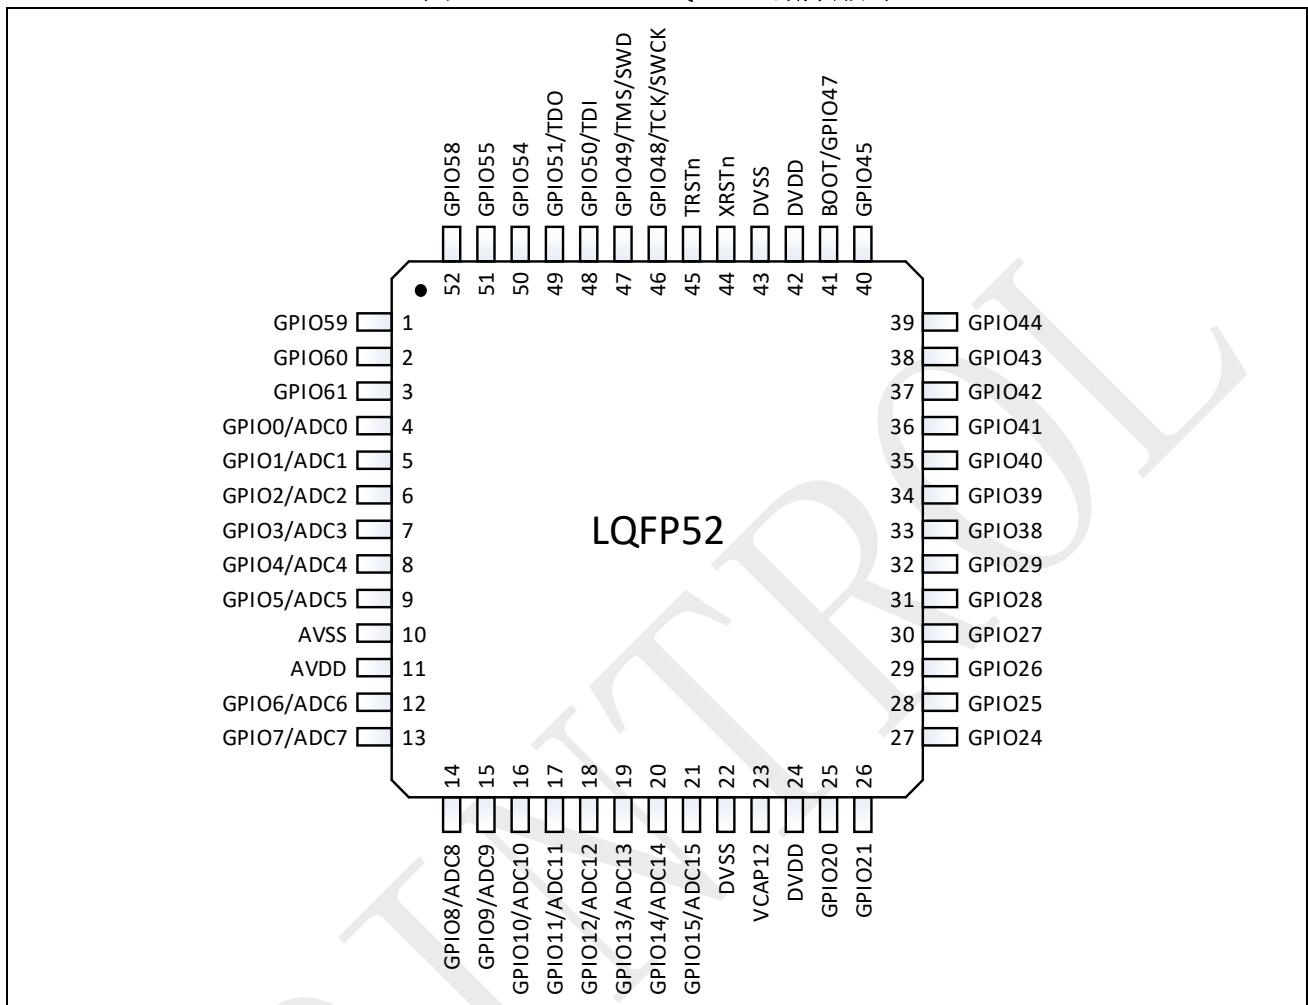 GPIO58
GPIO55
GPIO54
GPIO51/TDO
GPIO50/TDI
GPIO49/TMS/SWD
GPIO48/TCK/SWCK
TRSTn
XRSTn
DVSS
DVDD
BOOT/GPIO47
GPIO45
52
51
50
49
48
47
46
45
44
43
42
41
40
GPIO59 1
GPIO60 2
GPIO61 3
GPIO0/ADC0 4
GPIO1/ADC1 5
GPIO2/ADC2 6
GPIO3/ADC3 7
GPIO4/ADC4 8
GPIO5/ADC5 9
AVSS 10
AVDD 11
GPIO6/ADC6 12
GPIO7/ADC7 13
LQFP52
39 GPIO44
38 GPIO43
37 GPIO42
36 GPIO41
35 GPIO40
34 GPIO39
33 GPIO38
32 GPIO29
31 GPIO28
30 GPIO27
29 GPIO26
28 GPIO25
27 GPIO24
14
15
16
17
18
19
20
21
22
23
24
25
26
GPIO8/ADC8
GPIO9/ADC9
GPIO10/ADC10
GPIO11/ADC11
GPIO12/ADC12
GPIO13/ADC13
GPIO14/ADC14
GPIO15/ADC15
DVSS
VCAP12
DVDD
GPIO20
GPIO21